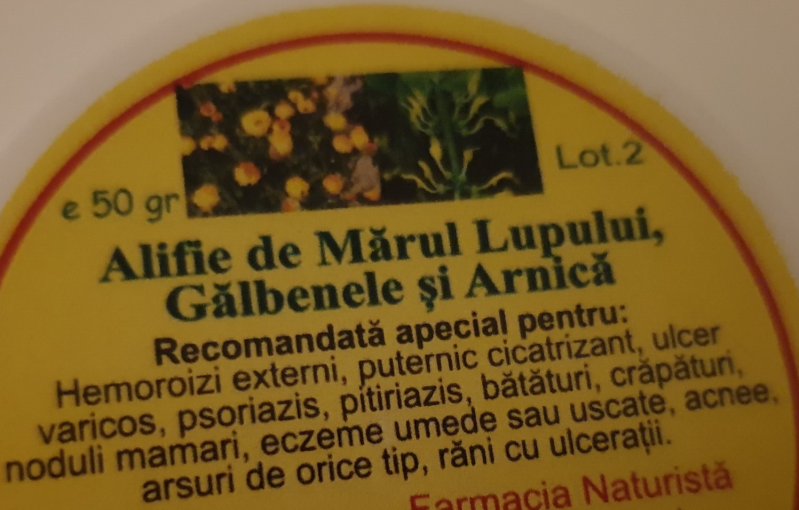 Lot.2
e 50 gr
Alifie de Mărul Lupului,
Gălbenele și Arnică
Recomandată apecial pentru:
Hemoroizi externi, puternic cicatrizant, ulcer
varicos, psoriazis, pitiriazis, bătături, crăpături,
noduli mamari, eczeme umede sau uscate, acnee,
arsuri de orice tip, răni cu ulcerații.
Farmacia Naturistă